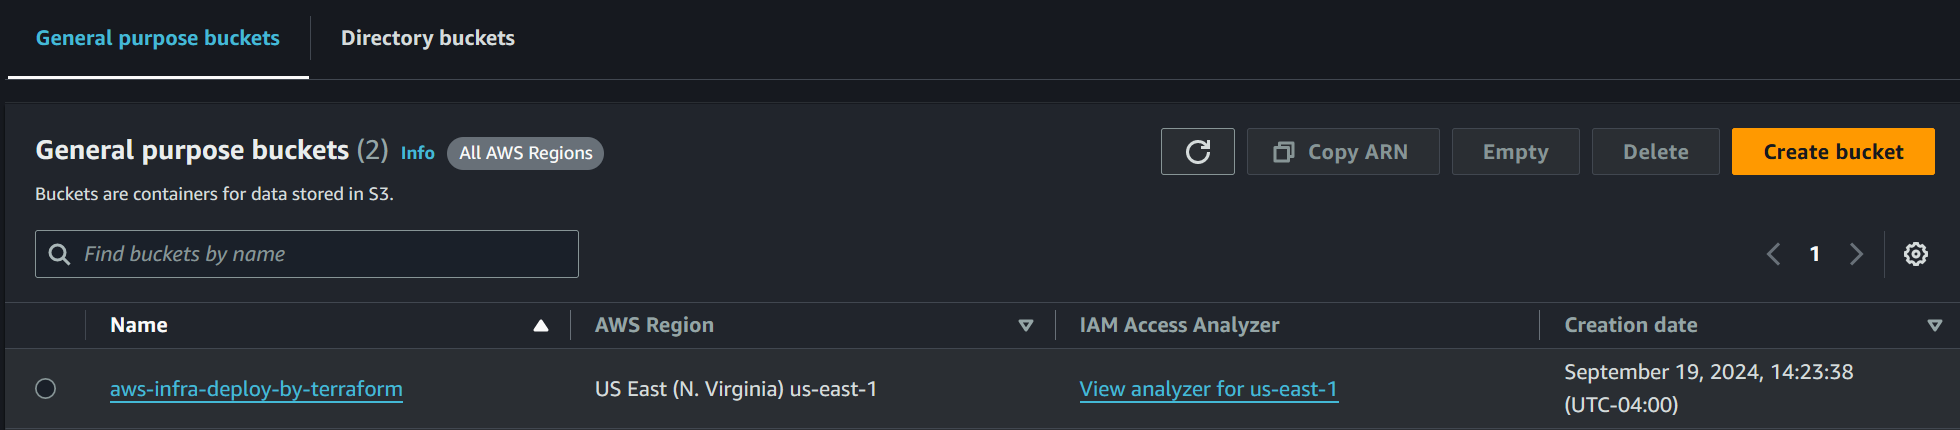 General purpose buckets Directory buckets
General purpose buckets (2) Info All AWS Regions Copy ARN Empty Delete Create bucket
Buckets are containers for data stored in S3.
Find buckets by name 1
Name AWS Region IAM Access Analyzer Creation date
aws-infra-deploy-by-terraform US East (N. Virginia) us-east-1 View analyzer for us-east-1 September 19, 2024, 14:23:38
(UTC-04:00)